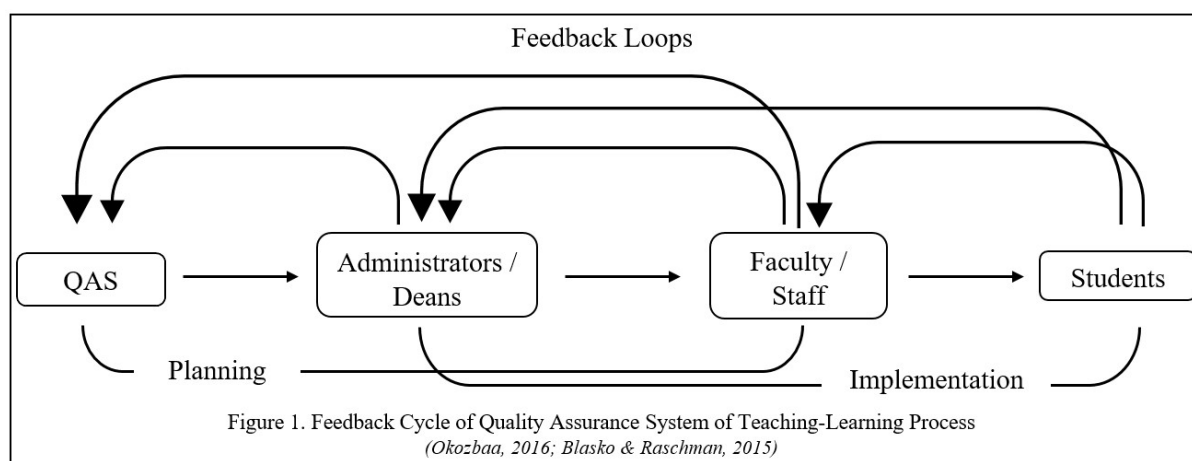 Feedback Loops
QAS
Administrators /
Deans
Faculty /
Staff
Students
Planning
Implementation
Figure 1. Feedback Cycle of Quality Assurance System of Teaching-Learning Process
(Okozbaa, 2016; Blasko & Raschman, 2015)